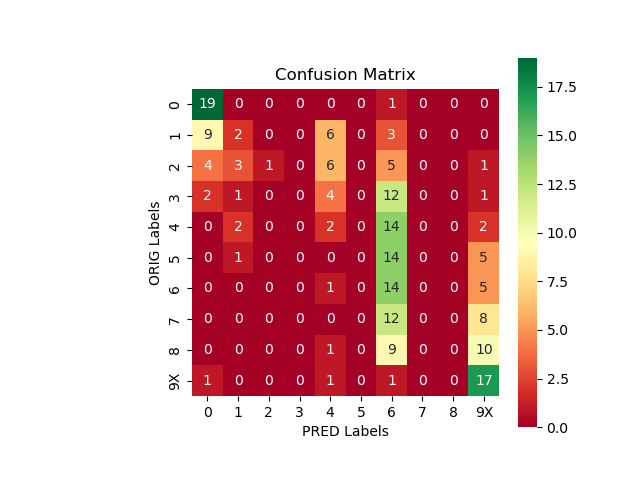 Confusion Matrix
ORIG Labels
0 19 0 0 0 0 0 1 0 0 0
1 9 2 0 0 6 0 3 0 0 0
2 4 3 1 0 6 0 5 0 0 1
3 2 1 0 0 4 0 12 0 0 1
4 0 2 0 0 2 0 14 0 0 2
5 0 1 0 0 0 0 14 0 0 5
6 0 0 0 0 1 0 14 0 0 5
7 0 0 0 0 0 0 12 0 0 8
8 0 0 0 0 1 0 9 0 0 10
9X 1 0 0 0 1 0 1 0 0 17
0 1 2 3 4 5 6 7 8 9X
PRED Labels
17.5
15.0
12.5
10.0
7.5
5.0
2.5
0.0